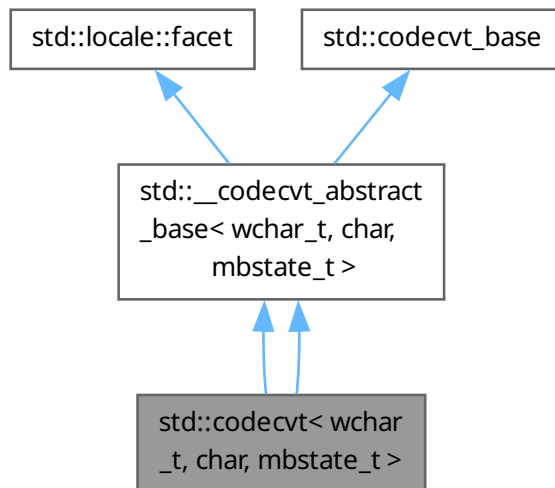 std::locale::facet
std::codecvt_base
std::__codecvt_abstract
_base< wchar_t, char,
mbstate_t >
std::codecvt< wchar
_t, char, mbstate_t >